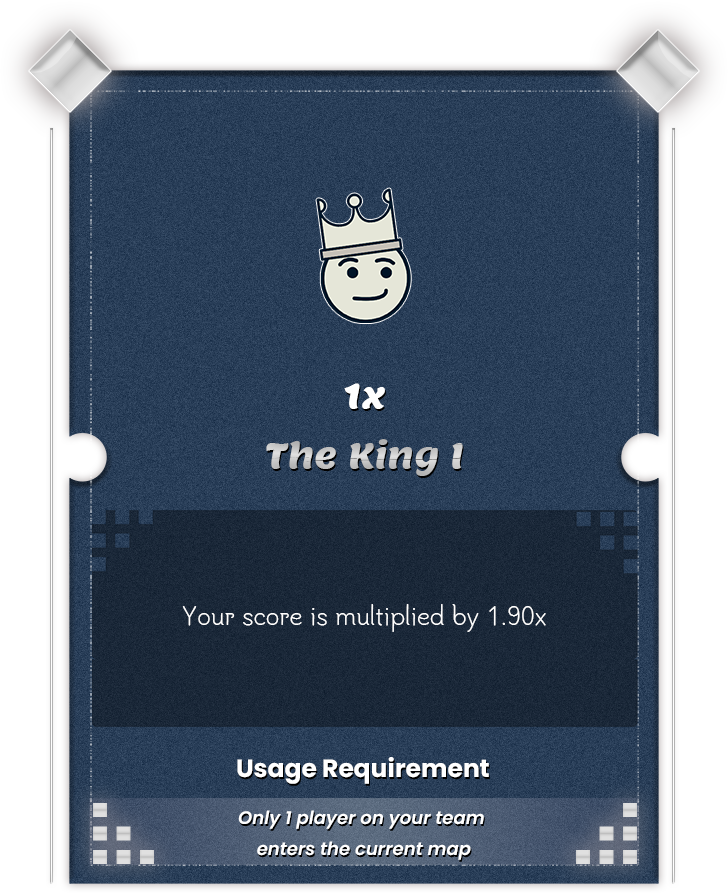 1x
The King I
Your score is multiplied by 1.90x
Usage Requirement
Only 1 player on your team
enters the current map